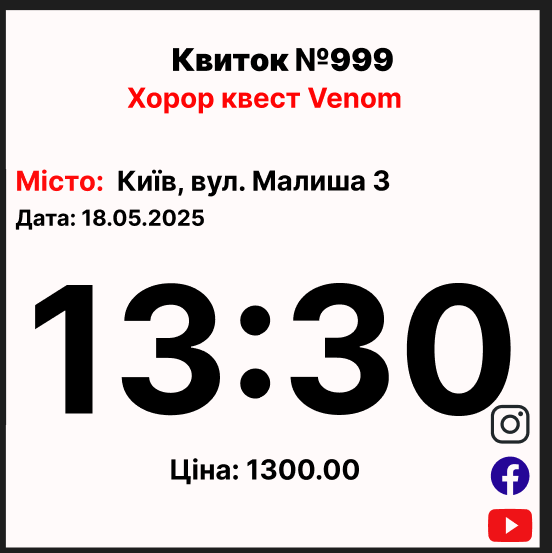 Квиток №999
Хорор квест Venom
Місто: Київ, вул. Малиша 3
Дата: 18.05.2025
13:30
Ціна: 1300.00